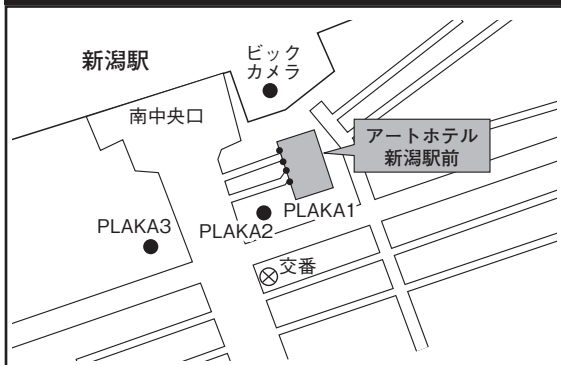 新潟駅
ビック
カメラ
南中央口
アートホテル
新潟駅前
PLAKA1
PLAKA2
PLAKA3
交番